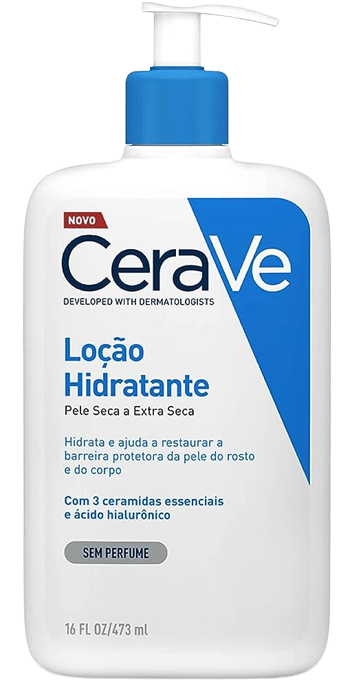 NOVO
CeraVe
DEVELOPED WITH DERMATOLOGISTS
Loção
Hidratante
Pele Seca a Extra Seca
Hidrata e ajuda a restaurar a
barreira protetora da pele do rosto
e do corpo
Com 3 ceramidas essenciais
e ácido hialurônico
SEM PERFUME
16 FL OZ/473 ml